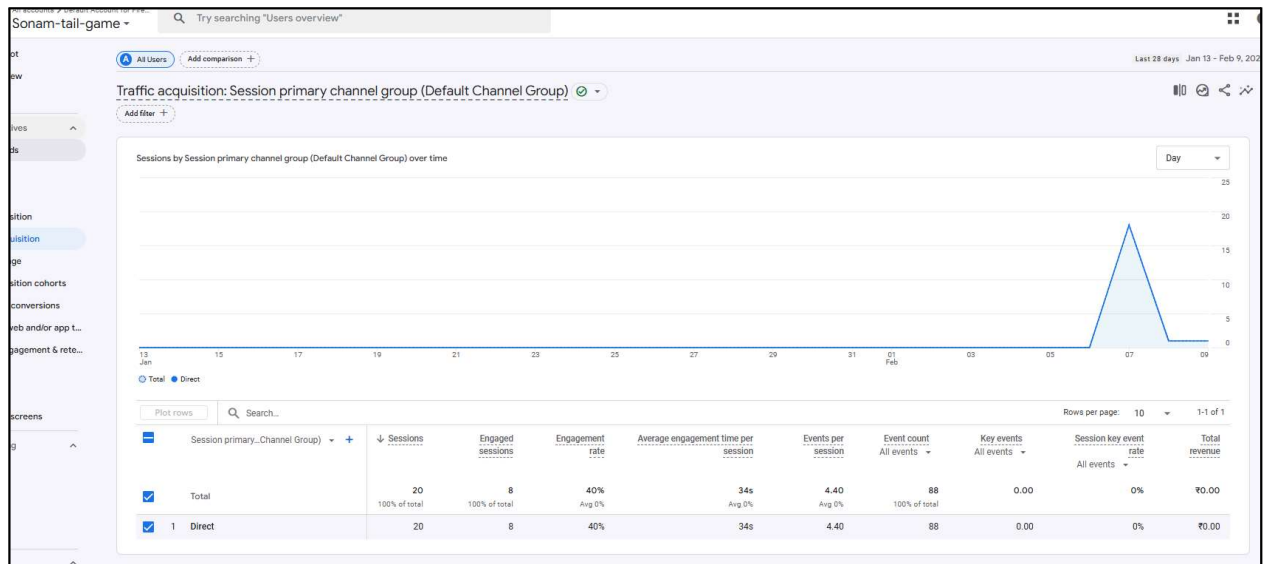 All accounts > Default Account for Fire...
Sonam-tail-game
Try searching "Users overview"
ot
ew
ives
ds
sition
uisition
ge
sition cohorts
conversions
veb and/or app t...
gagement & rete...
screens
g
A All Users
Add comparison +
Last 28 days Jan 13 - Feb 9, 202
Traffic acquisition: Session primary channel group (Default Channel Group)
Add filter +
Sessions by Session primary channel group (Default Channel Group) over time
Day
25
20
15
10
5
0
13 Jan 15 17 19 21 23 25 27 29 31 01 Feb 03 05 07 09
Total Direct
Plot rows
Search...
Rows per page: 10
1-1 of 1
Session primary...Channel Group) +
↓ Sessions
Engaged sessions
Engagement rate
Average engagement time per session
Events per session
Event count All events
Key events All events
Session key event rate All events
Total revenue
Total 20 8 40% 34s 4.40 88 0.00 0% ₹0.00
100% of total 100% of total Avg 0% Avg 0% Avg 0% 100% of total
1 Direct 20 8 40% 34s 4.40 88 0.00 0% ₹0.00